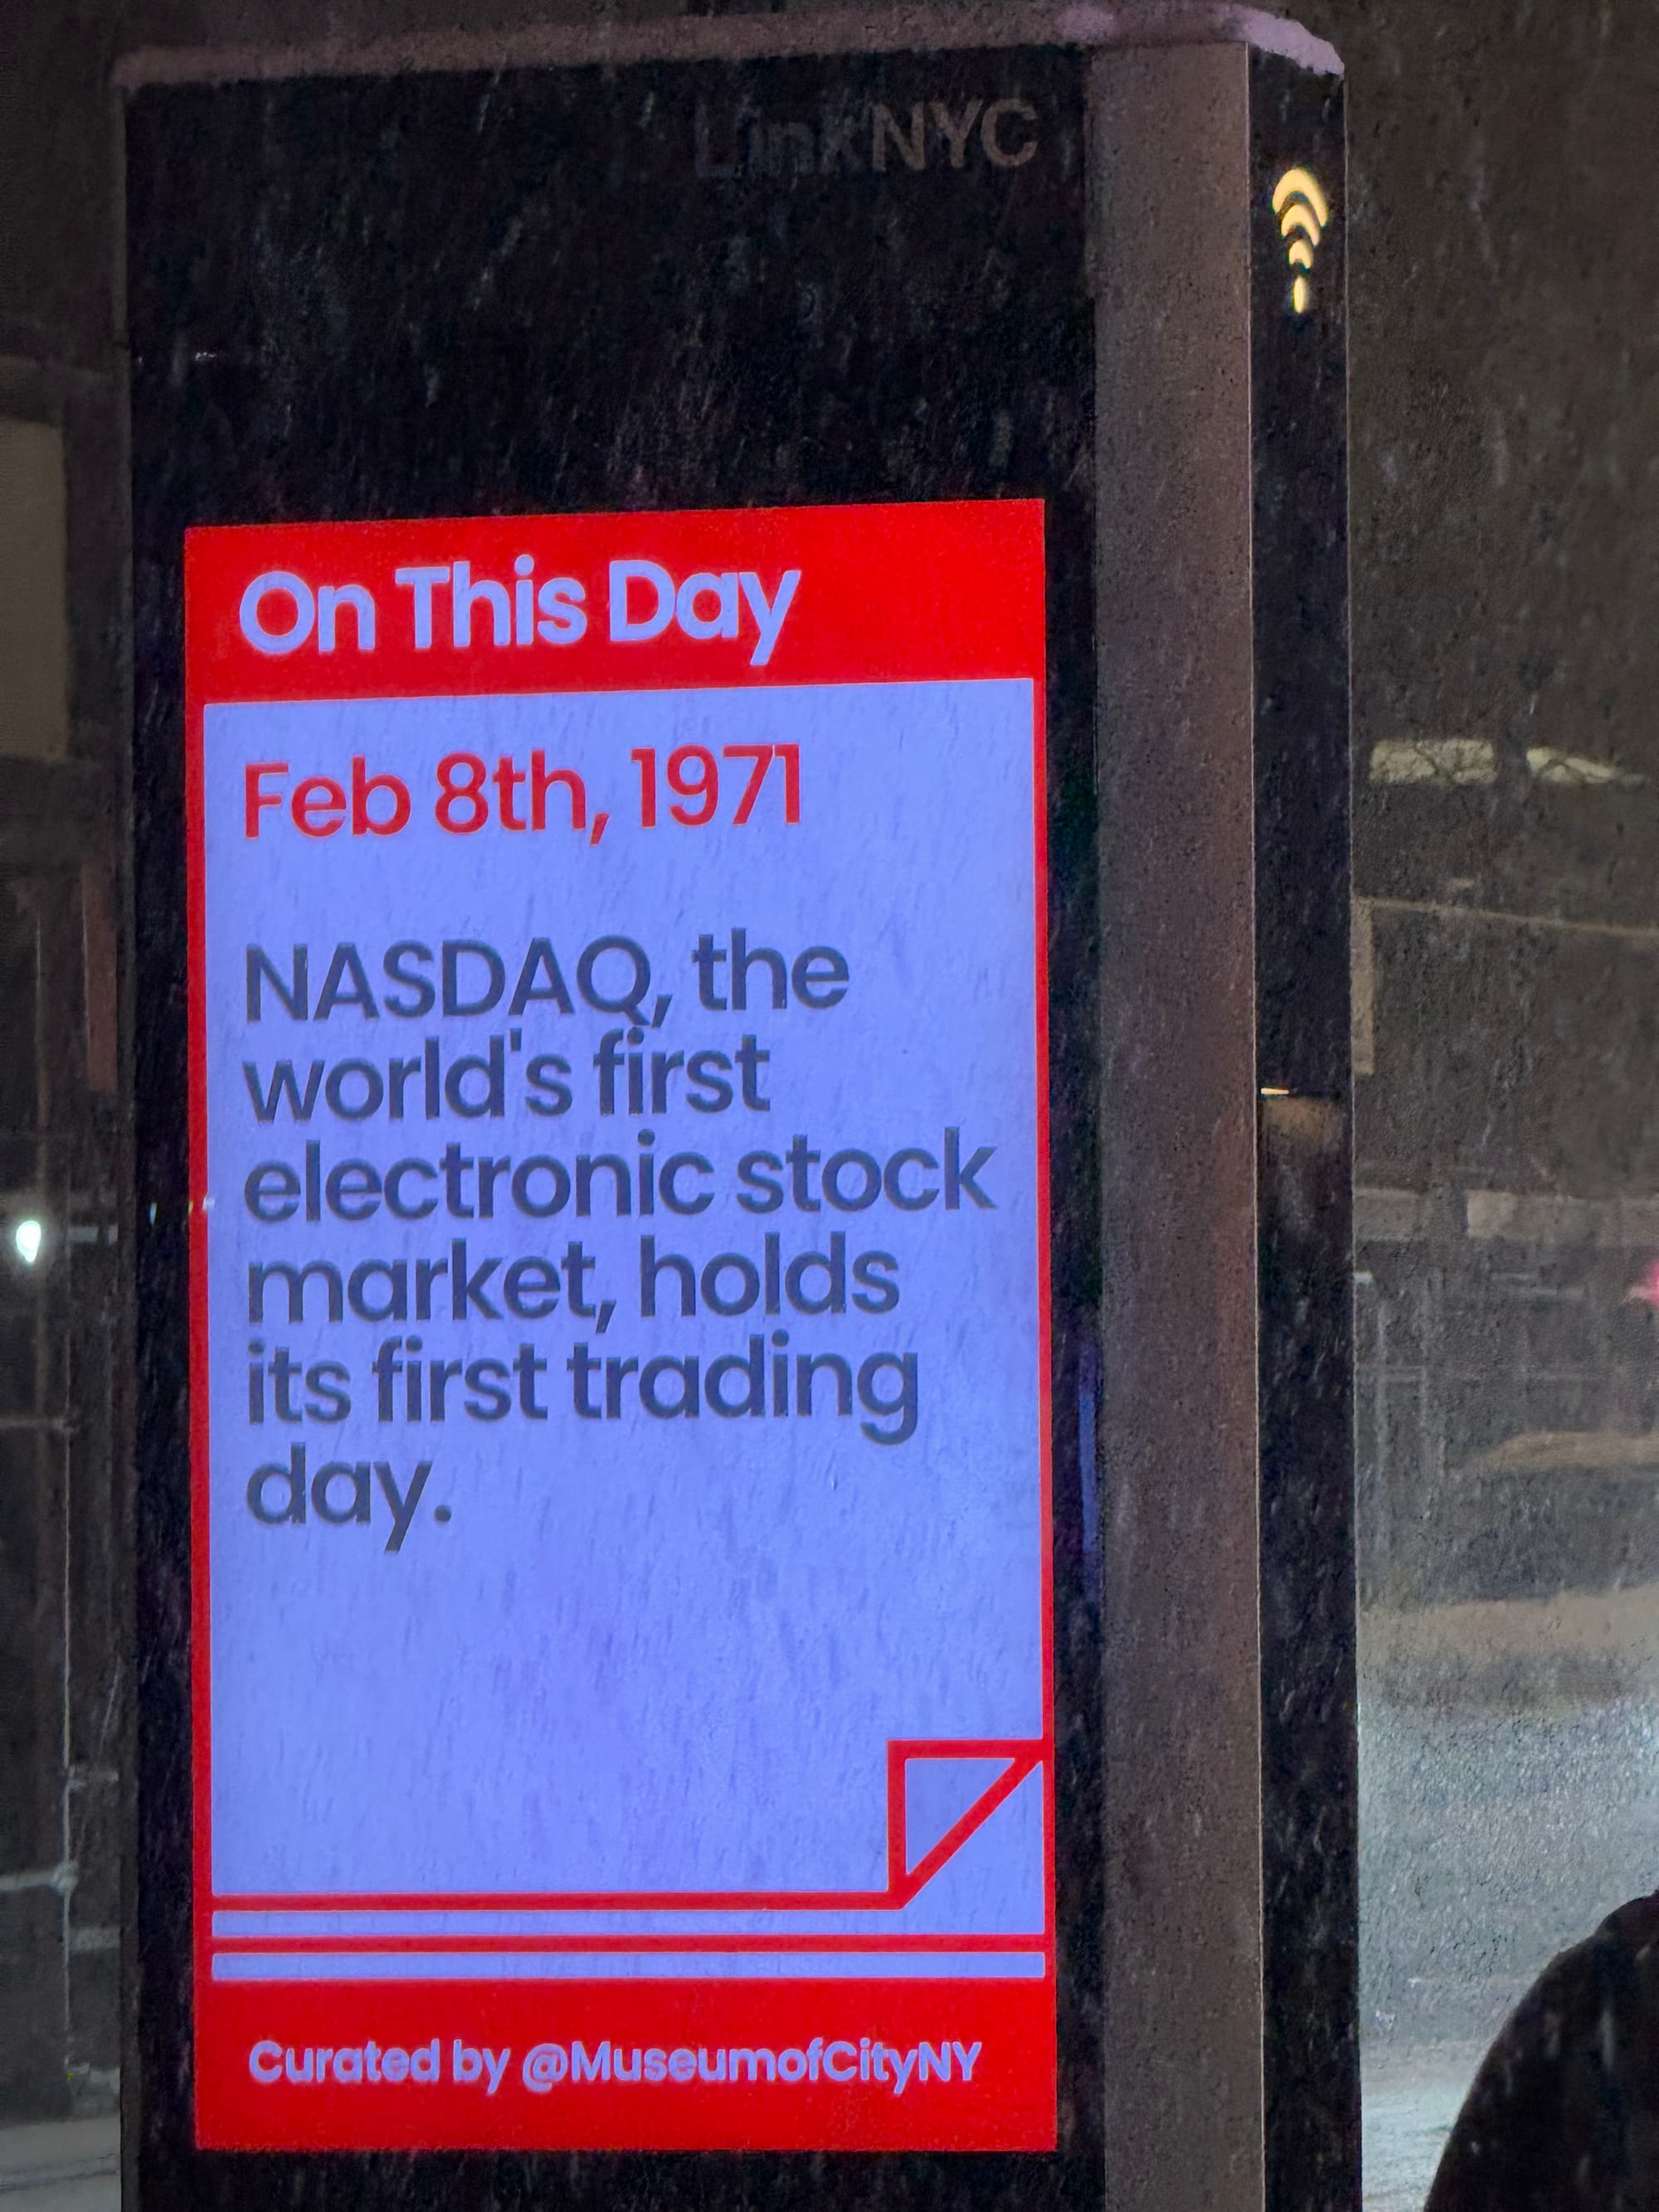 LinkNYC
On This Day
Feb 8th, 1971
NASDAQ, the
world's first
electronic stock
market, holds
its first trading
day.
Curated by @MuseumofCityNY